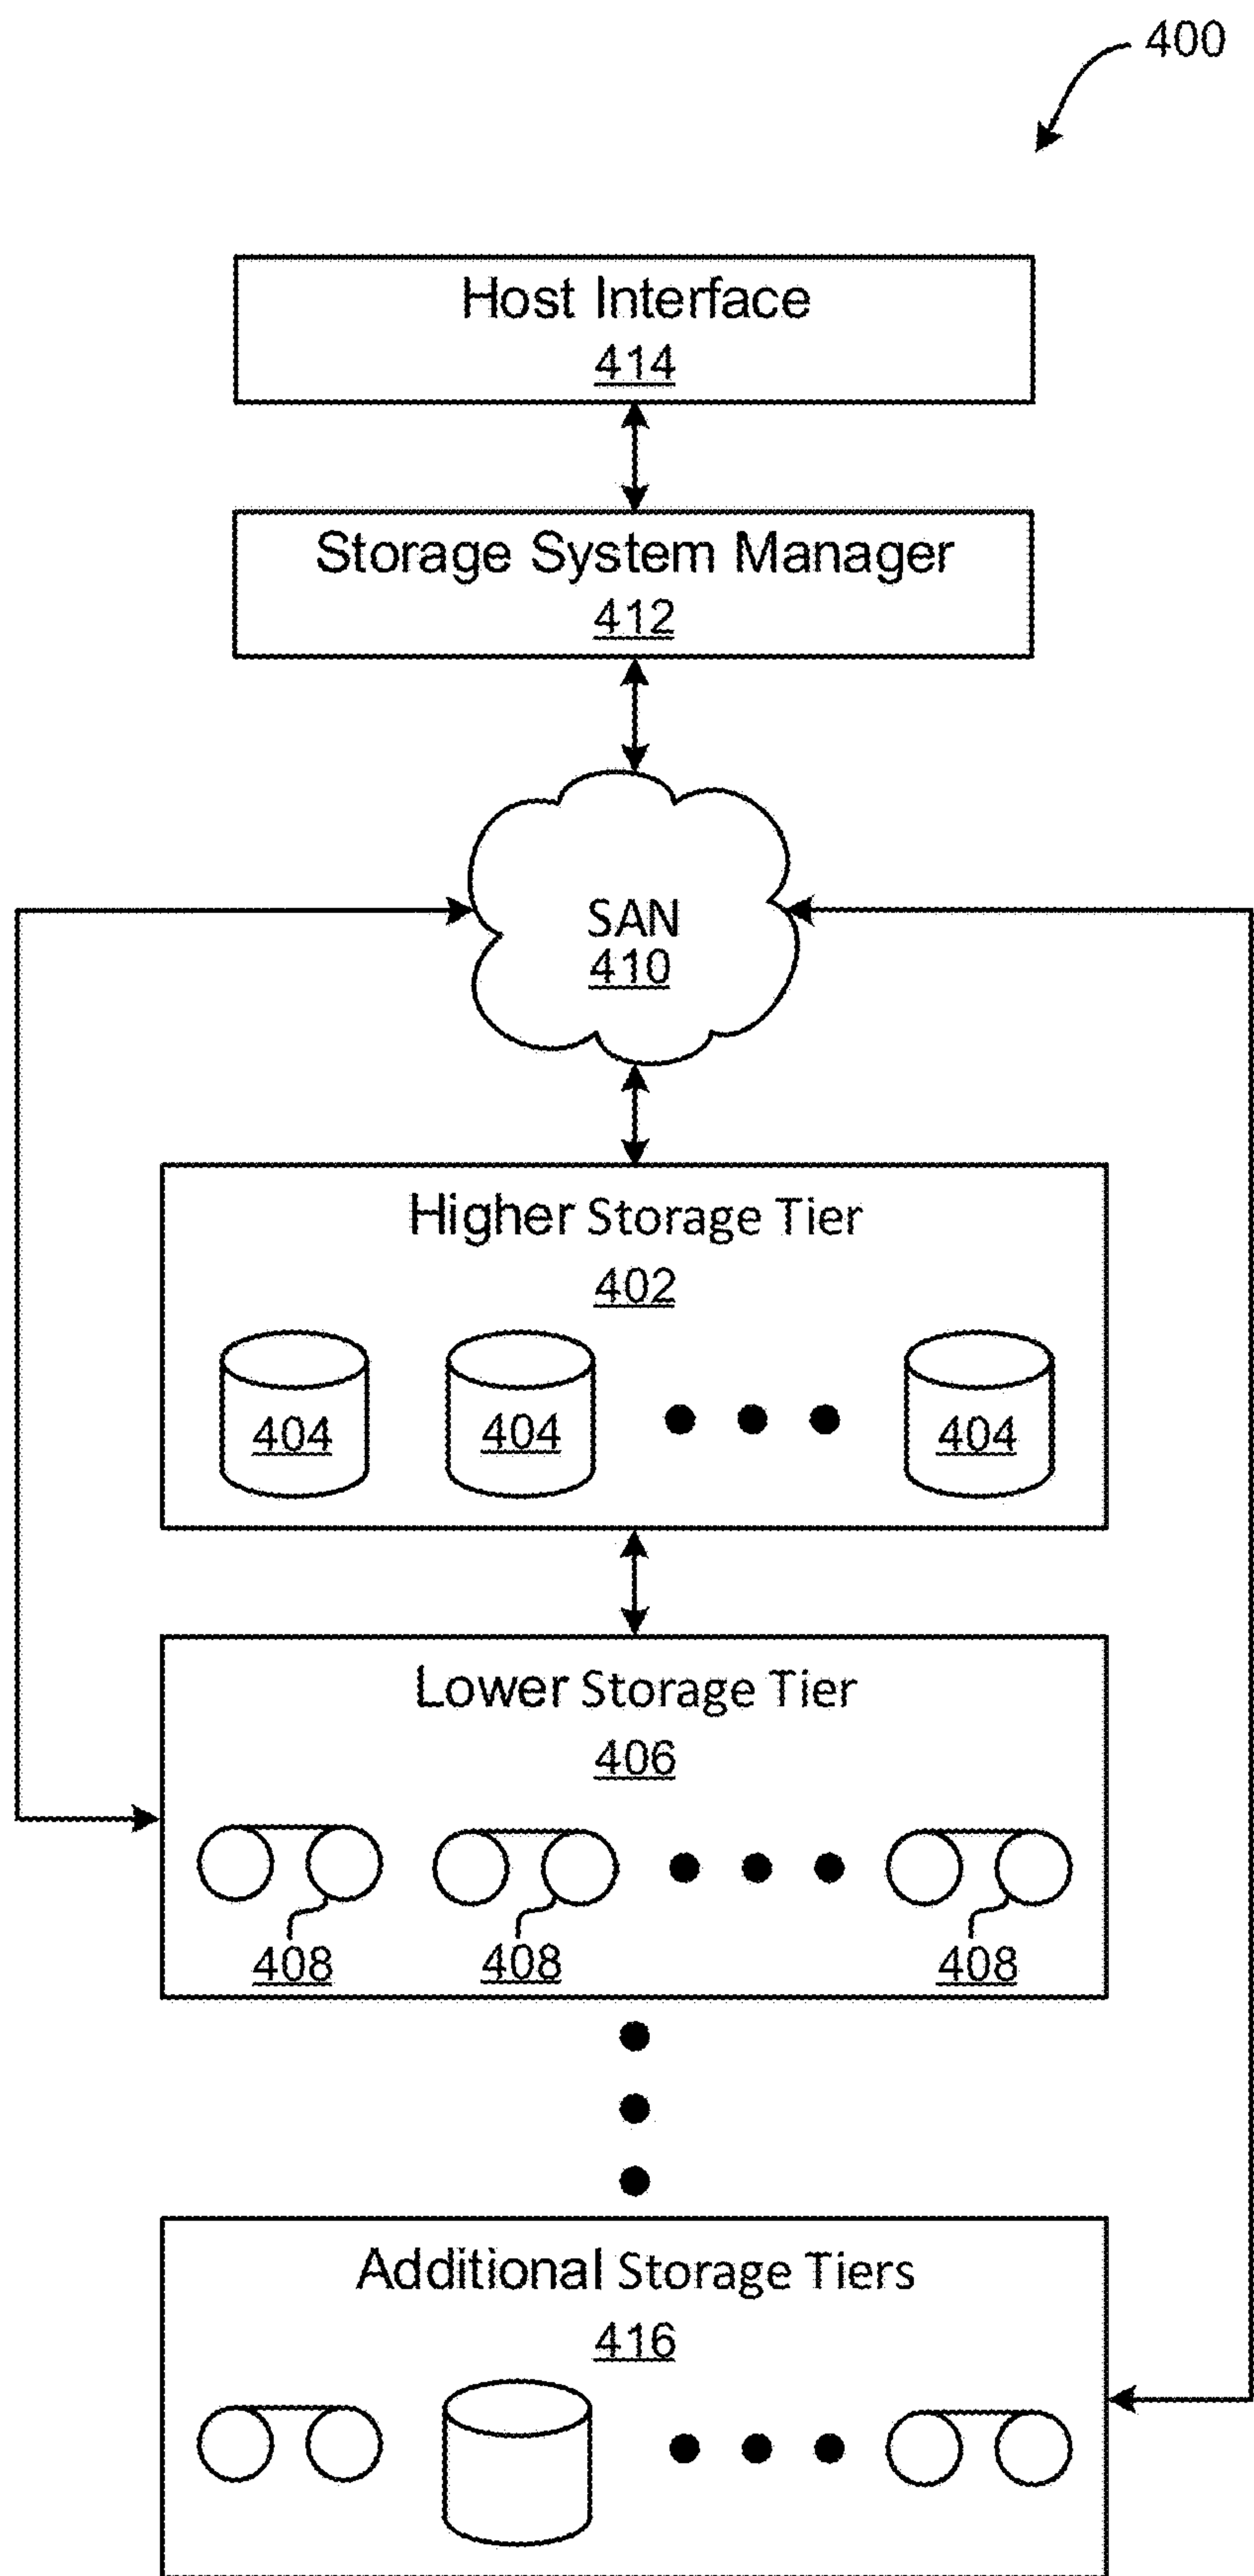 400
Host Interface
414
Storage System Manager
412
SAN
410
Higher Storage Tier
402
404 404 404
Lower Storage Tier
406
408 408 408
Additional Storage Tiers
416